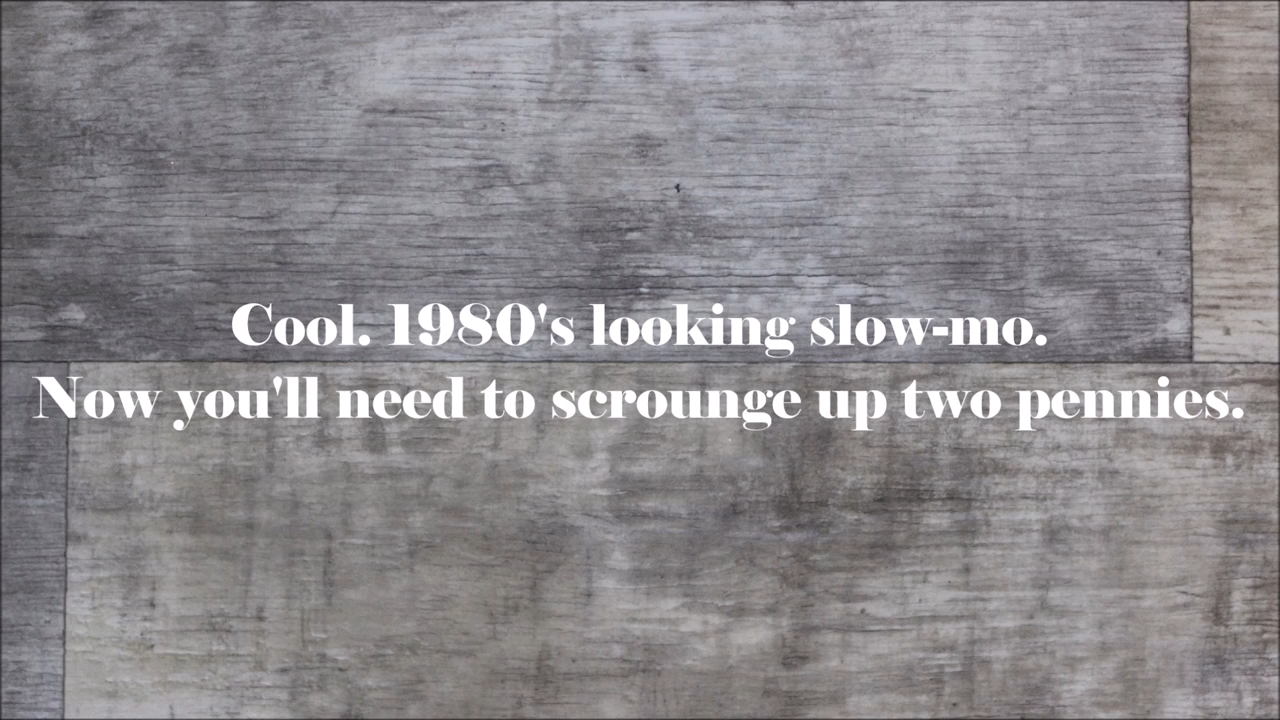 Cool. 1980's looking slow-mo.
Now you'll need to scrounge up two pennies.